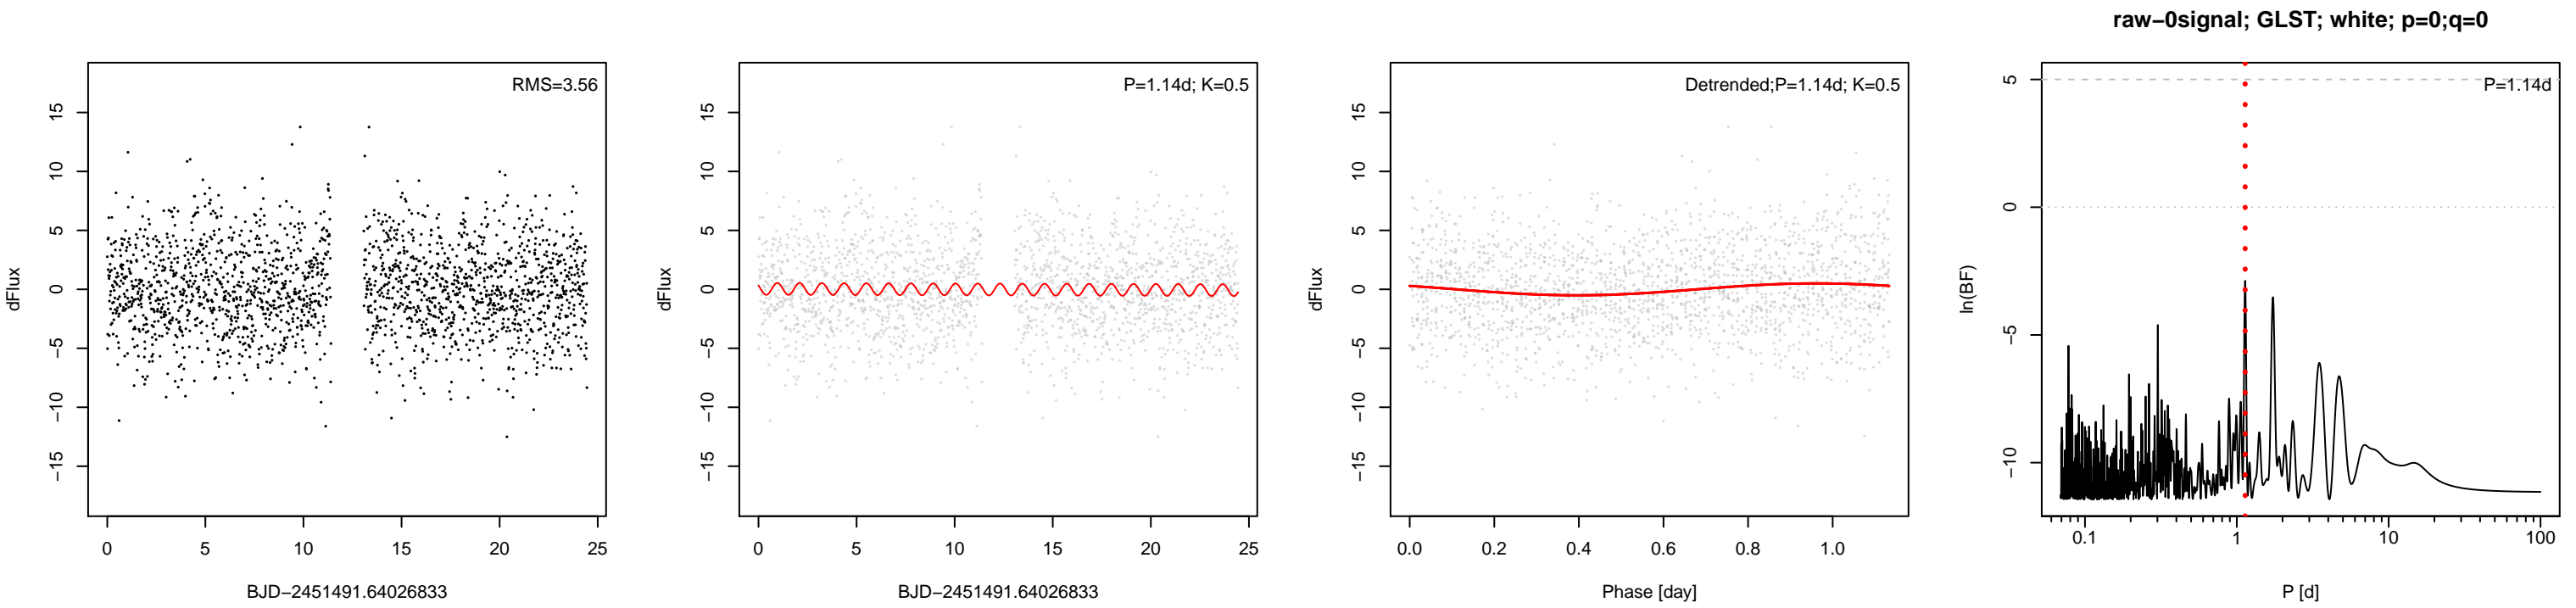 raw−0signal; GLST; white; p=0;q=0
RMS=3.56
dFlux
15
10
5
0
−5
−10
−15
0 5 10 15 20 25
BJD−2451491.64026833
P=1.14d; K=0.5
dFlux
15
10
5
0
−5
−10
−15
0 5 10 15 20 25
BJD−2451491.64026833
Detrended;P=1.14d; K=0.5
dFlux
15
10
5
0
−5
−10
−15
0.0 0.2 0.4 0.6 0.8 1.0
Phase [day]
P=1.14d
ln(BF)
5
0
−5
−10
0.1 1 10 100
P [d]